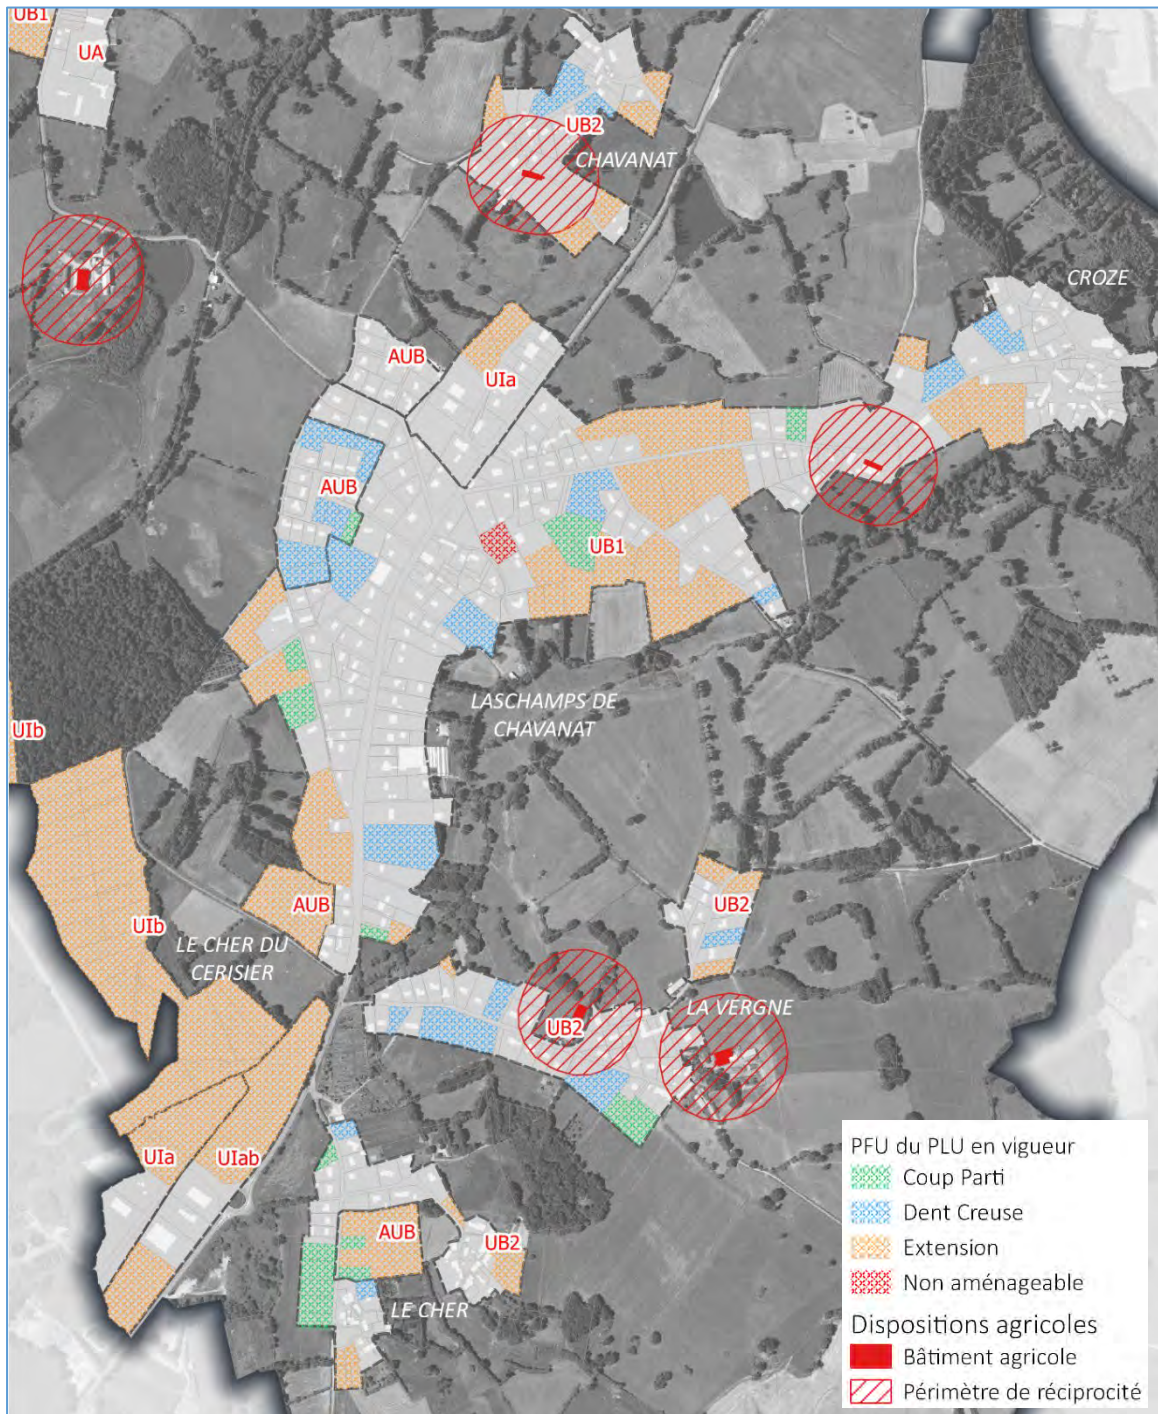 UB1
UA
UB2
CHAVANAT
CROZE
AUB
UIa
AUB
UB1
LASCHAMPS DE
CHAVANAT
UIb
UIb
AUB
LE CHER DU
CERISIER
UB2
LA VERGNE
UB2
UIa
UIab
AUB
UB2
LE CHER
PFU du PLU en vigueur
Coup Parti
Dent Creuse
Extension
Non aménageable
Dispositions agricoles
Bâtiment agricole
Périmètre de réciprocité